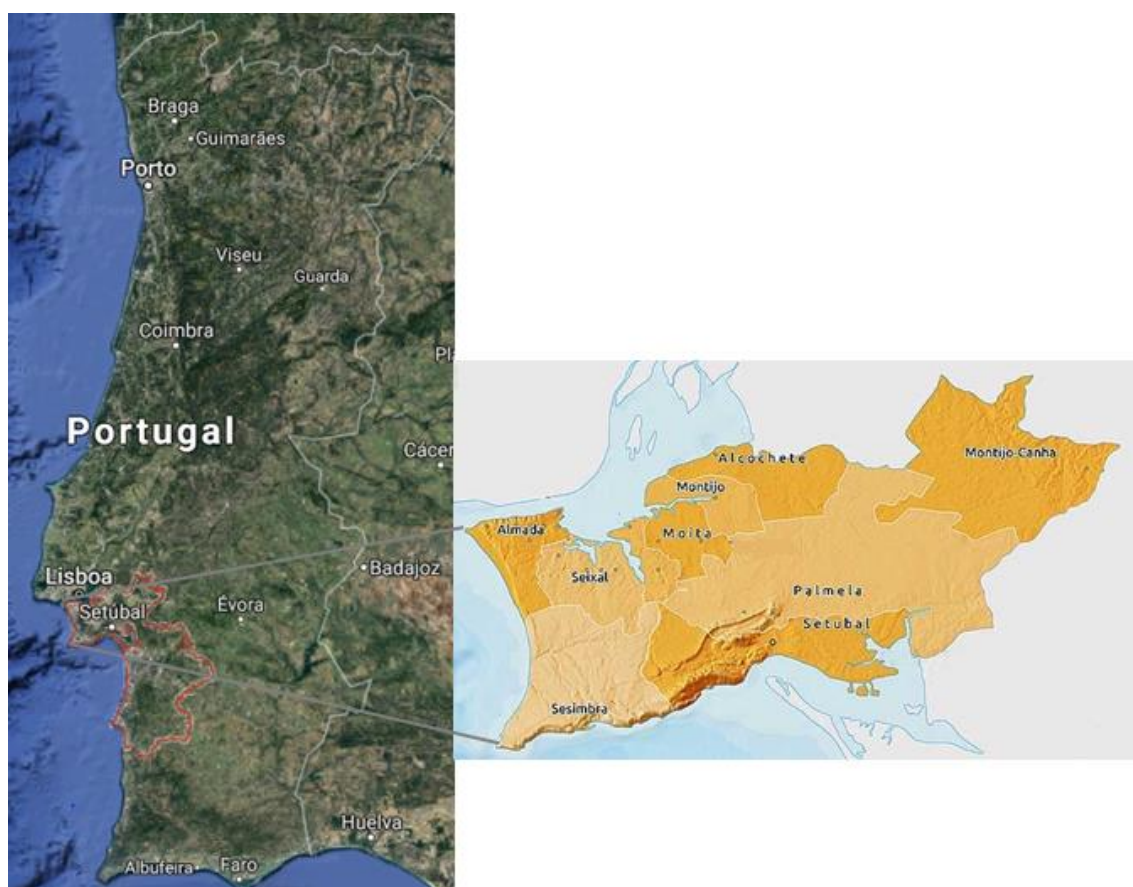 Braga
Guimarães
Porto
Viseu
Guarda
Coimbra
Portugal
Lisboa
Setúbal
Évora
Badajoz
Huelva
Albufeira
Faro
Alcochete
Montijo-Canha
Montijo
Almada
Moita
Seixal
Palmela
Setubal
Sesimbra